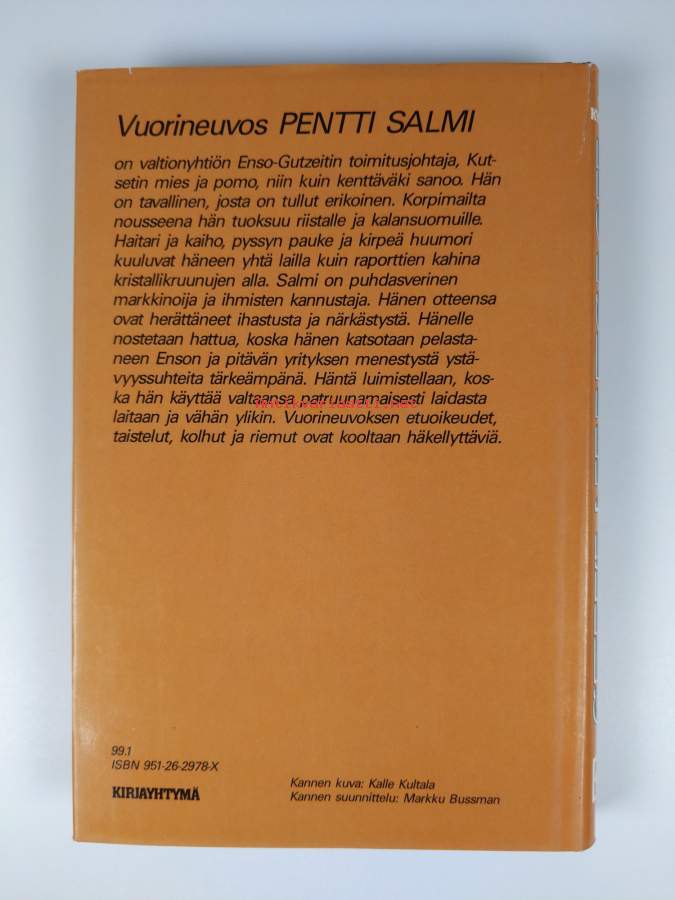 Vuorineuvos PENTTI SALMI
on valtionyhtiön Enso-Gutzeitin toimitusjohtaja, Kut-
setin mies ja pomo, niin kuin kenttäväki sanoo. Hän
on tavallinen, josta on tullut erikoinen. Korpimailta
nousseena hän tuoksuu riistalle ja kalansuomuille.
Haitari ja kaiho, pyssyn pauke ja kirpeä huumori
kuuluvat häneen yhtä lailla kuin raporttien kahina
kristallikruunujen alla. Salmi on puhdasverinen
markkinoija ja ihmisten kannustaja. Hänen otteensa
ovat herättäneet ihastusta ja närkästystä. Hänelle
nostetaan hattua, koska hänen katsotaan pelasta-
neen Enson ja pitävän yrityksen menestystä ystä-
vyyssuhteita tärkeämpänä. Häntä luimistellaan, kos-
ka hän käyttää valtaansa patruunamaisesti laidasta
Antikvariaatti.net
laitaan ja vähän ylikin. Vuorineuvoksen etuoikeudet,
taistelut, kolhut ja riemut ovat kooltaan häkellyttäviä.
99.1
ISBN 951-26-2978-X
KIRJAYHTYMÄ
Kannen kuva: Kalle Kultala
Kannen suunnittelu: Markku Bussman